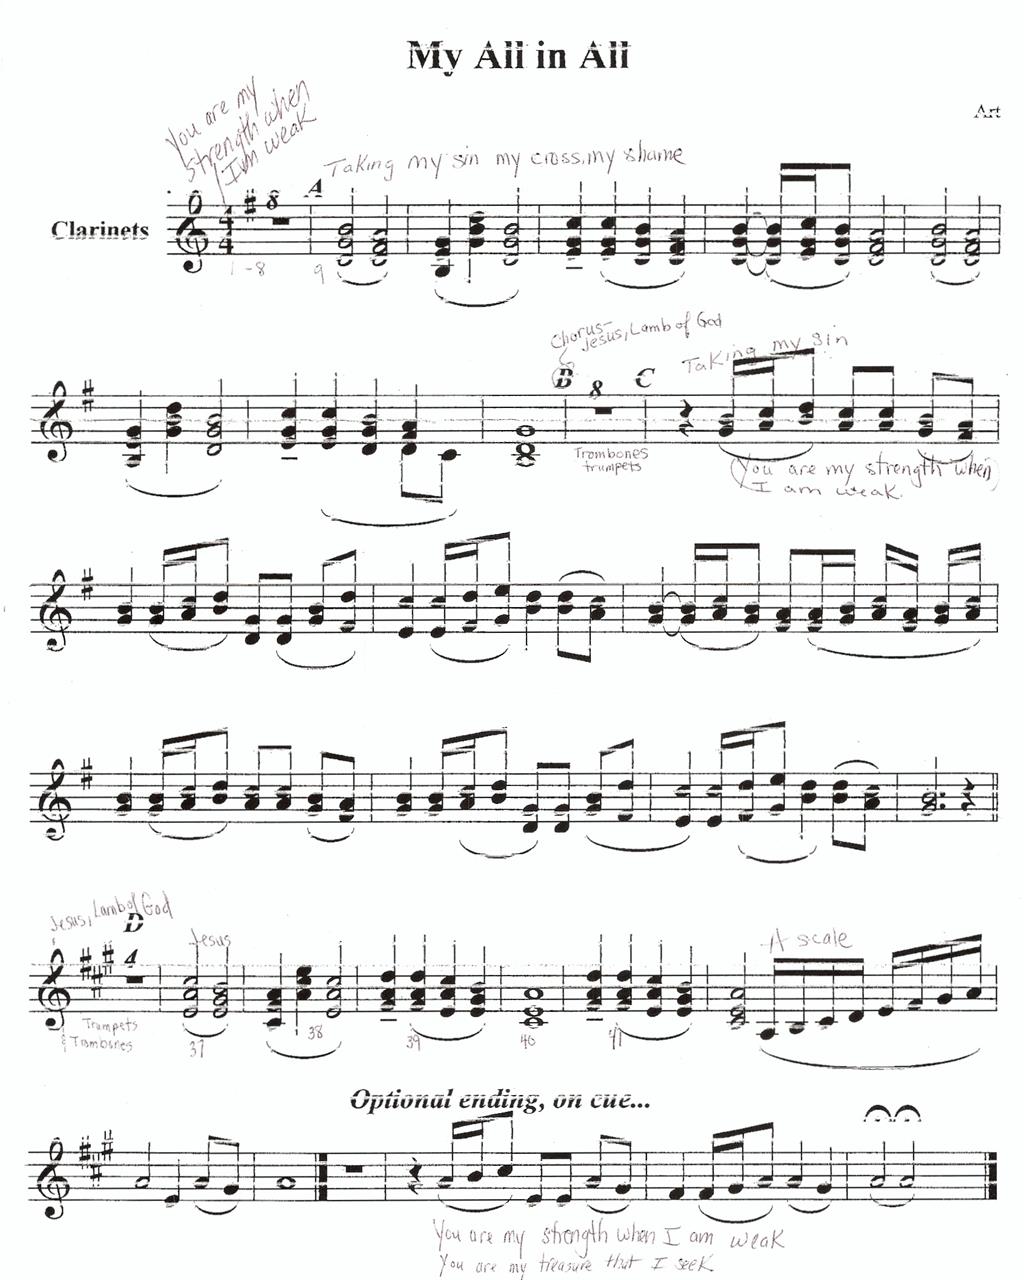 My All in All
You are my
strength when
I am weak
Art
Taking my sin my cross, my shame
8 A
Clarinets
4
4
1 - 8 9
Chorus-
Jesus, Lamb of God
Taking my sin
B 8 C
Trombones
trumpets
(You are my strength when)
I am weak.
Jesus, Lamb of God
D
4 Jesus A scale
Trumpets
& Trombones
37 38 39 40 41
Optional ending, on cue...
You are my strength when I am weak
You are my treasure that I seek